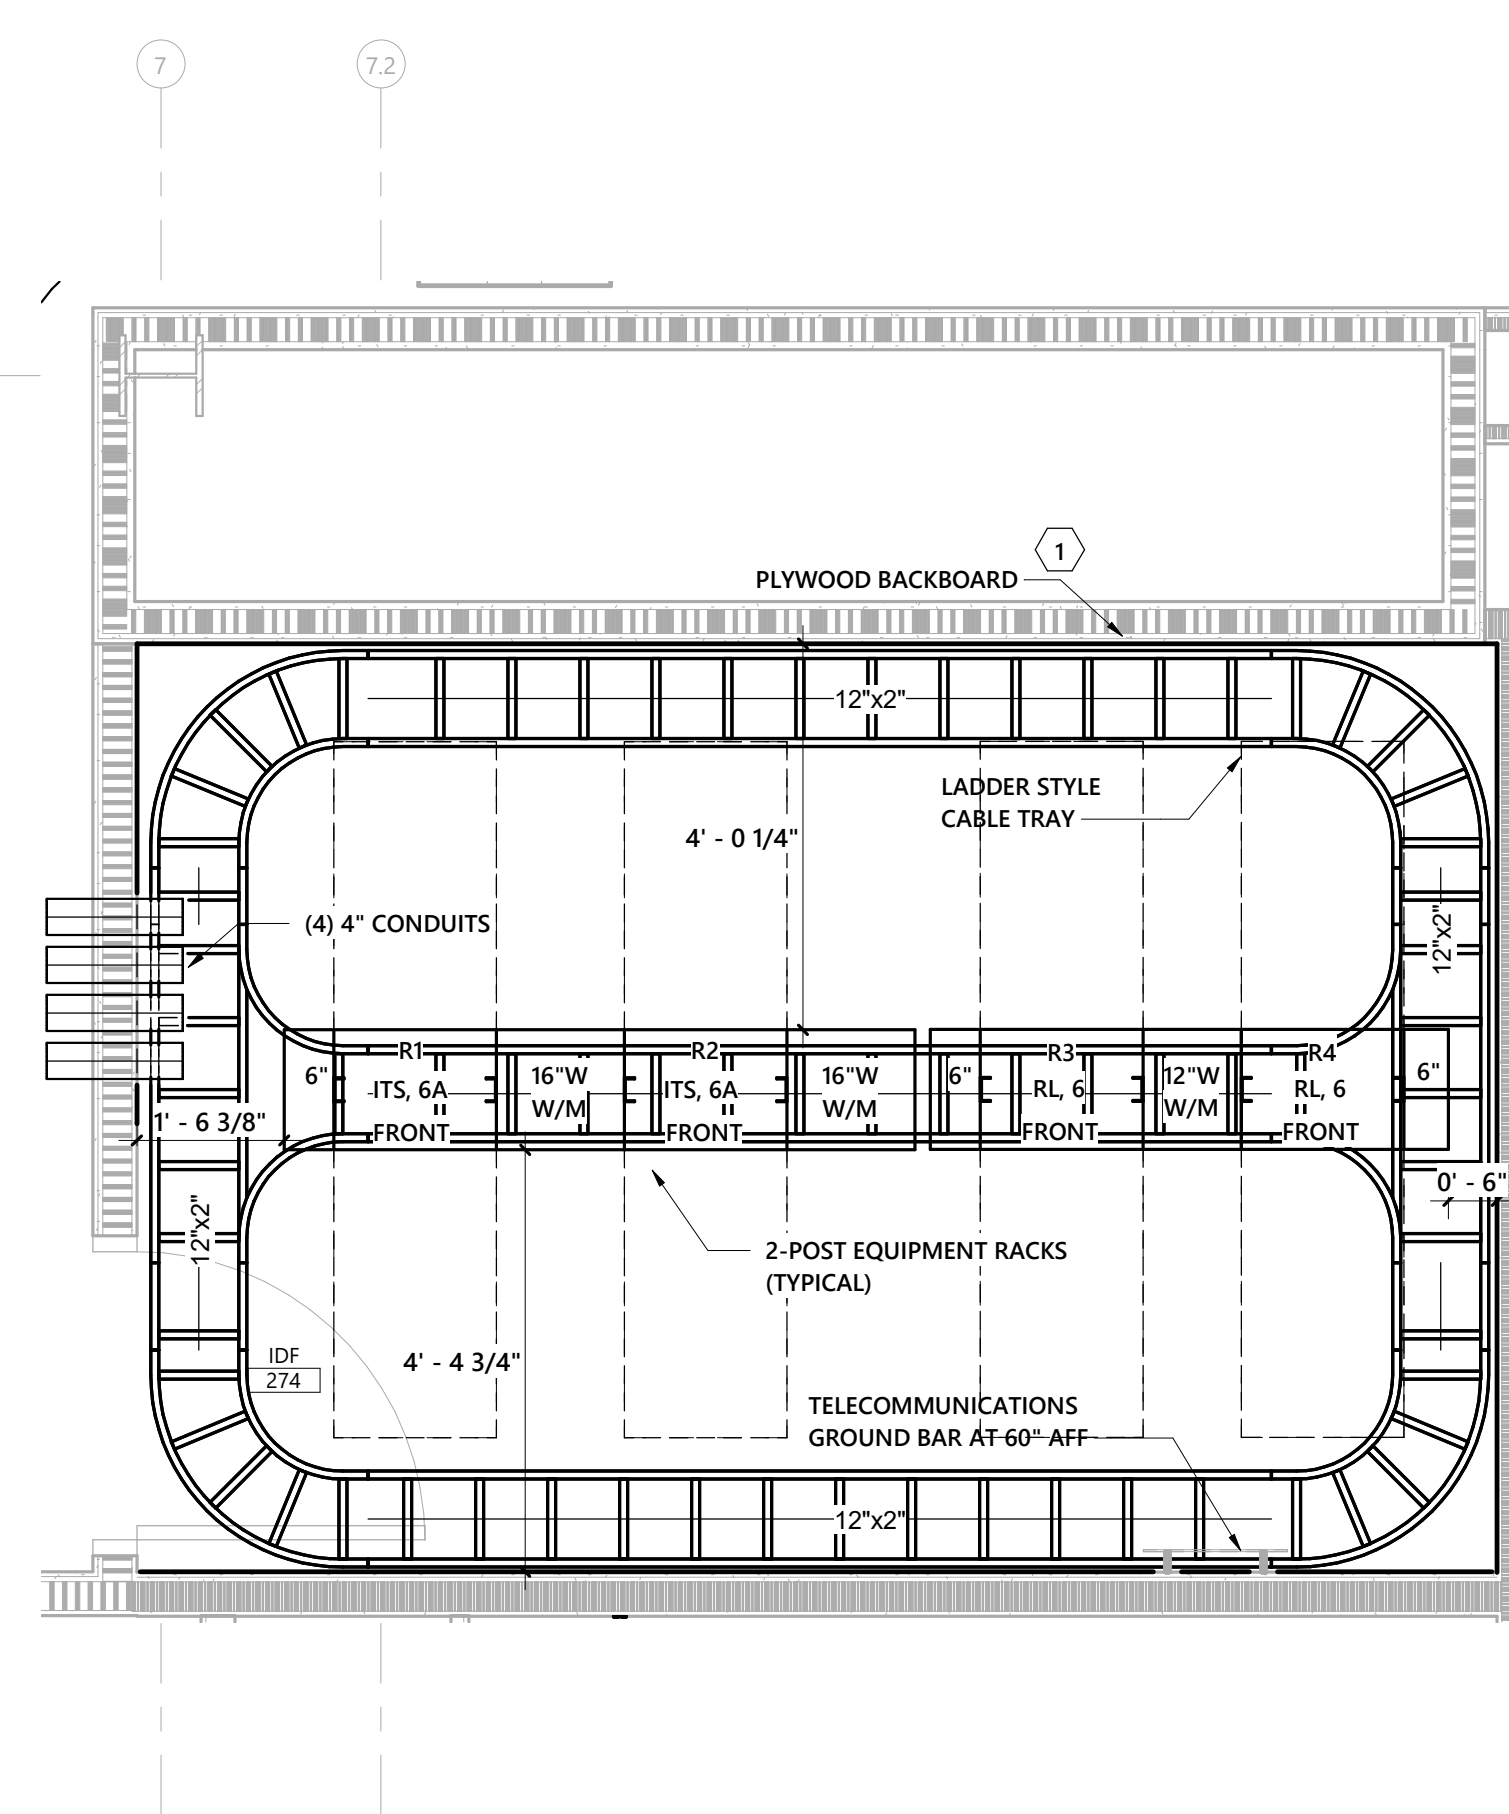 7
7.2
1
PLYWOOD BACKBOARD
12"x2"
LADDER STYLE
CABLE TRAY
4' - 0 1/4"
(4) 4" CONDUITS
12"x2"
R1
R2
R3
R4
6"
16"W
16"W
6"
12"W
6"
ITS, 6A
W/M
ITS, 6A
W/M
RL, 6
W/M
RL, 6
1' - 6 3/8"
FRONT
FRONT
FRONT
FRONT
0' - 6"
12"x2"
2-POST EQUIPMENT RACKS
(TYPICAL)
IDF
274
4' - 4 3/4"
TELECOMMUNICATIONS
GROUND BAR AT 60" AFF
12"x2"